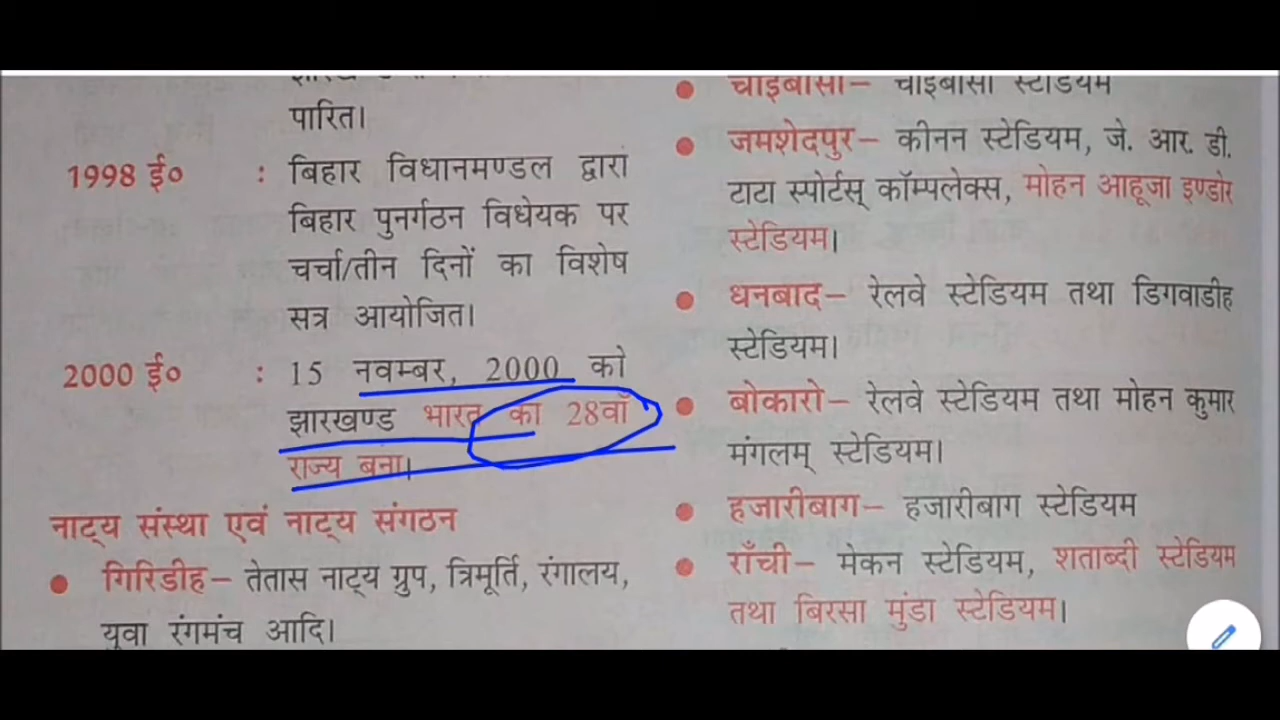 पारित।
1998 ई० : बिहार विधानमण्डल द्वारा
बिहार पुनर्गठन विधेयक पर
चर्चा/तीन दिनों का विशेष
सत्र आयोजित।
2000 ई० : 15 नवम्बर, 2000 को
झारखण्ड भारत का 28वाँ
राज्य बना।
नाट्य संस्था एवं नाट्य संगठन
● गिरिडीह– तेतास नाट्य ग्रुप, त्रिमूर्ति, रंगालय,
युवा रंगमंच आदि।
● चाईबासा– चाईबासा स्टेडियम
● जमशेदपुर– कीनन स्टेडियम, जे. आर. डी.
टाटा स्पोर्टस् कॉम्पलेक्स, मोहन आहूजा इण्डोर
स्टेडियम।
● धनबाद– रेलवे स्टेडियम तथा डिगवाडीह
स्टेडियम।
● बोकारो– रेलवे स्टेडियम तथा मोहन कुमार
मंगलम् स्टेडियम।
● हजारीबाग– हजारीबाग स्टेडियम
● राँची– मेकन स्टेडियम, शताब्दी स्टेडियम
तथा बिरसा मुंडा स्टेडियम।